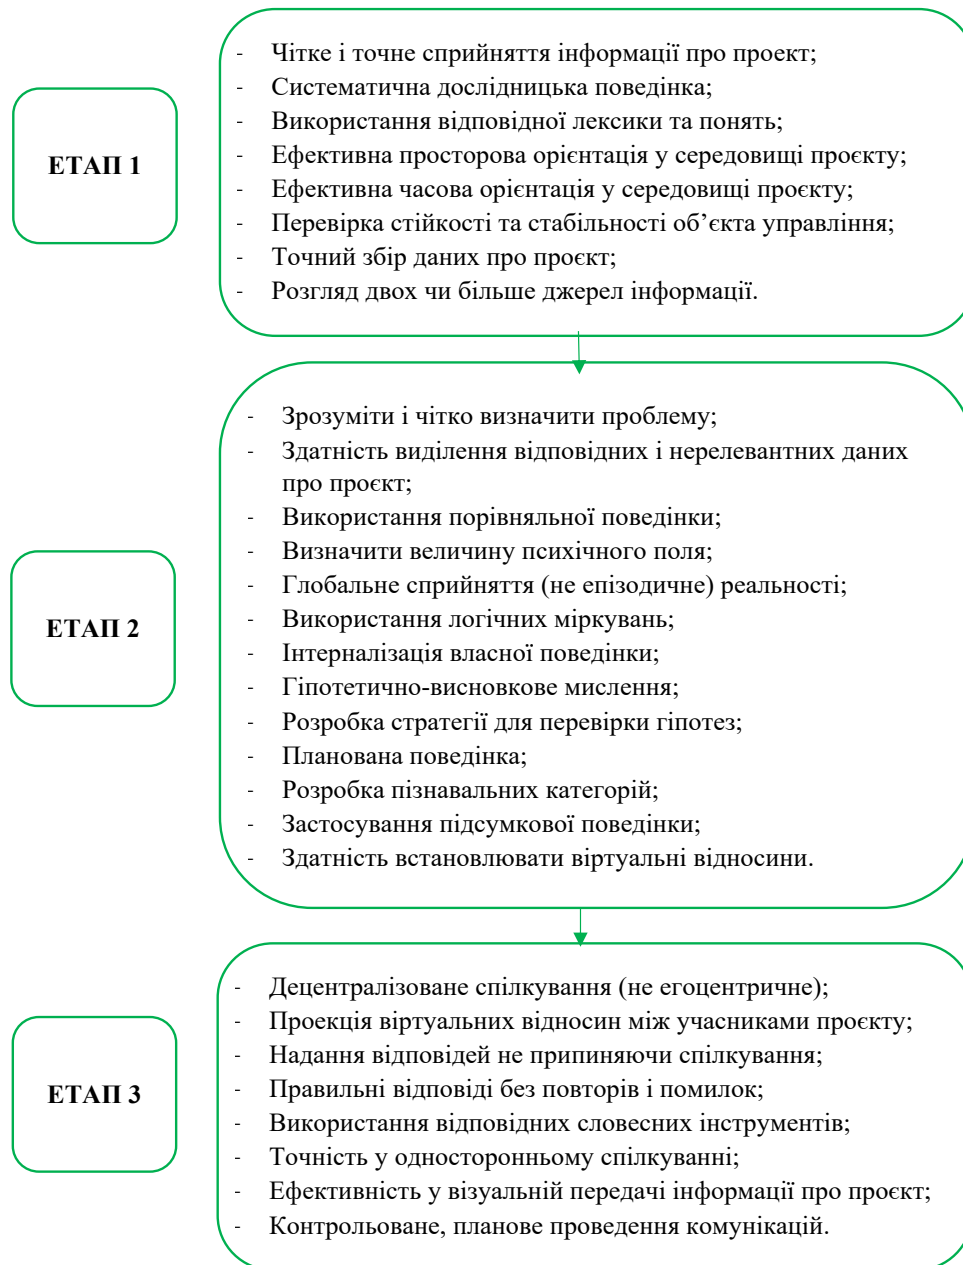 ЕТАП 1
- Чітке і точне сприйняття інформації про проект;
- Систематична дослідницька поведінка;
- Використання відповідної лексики та понять;
- Ефективна просторова орієнтація у середовищі проєкту;
- Ефективна часова орієнтація у середовищі проєкту;
- Перевірка стійкості та стабільності об’єкта управління;
- Точний збір даних про проєкт;
- Розгляд двох чи більше джерел інформації.
ЕТАП 2
- Зрозуміти і чітко визначити проблему;
- Здатність виділення відповідних і нерелевантних даних
про проєкт;
- Використання порівняльної поведінки;
- Визначити величину психічного поля;
- Глобальне сприйняття (не епізодичне) реальності;
- Використання логічних міркувань;
- Інтерналізація власної поведінки;
- Гіпотетично-висновкове мислення;
- Розробка стратегії для перевірки гіпотез;
- Планована поведінка;
- Розробка пізнавальних категорій;
- Застосування підсумкової поведінки;
- Здатність встановлювати віртуальні відносини.
ЕТАП 3
- Децентралізоване спілкування (не егоцентричне);
- Проекція віртуальних відносин між учасниками проєкту;
- Надання відповідей не припиняючи спілкування;
- Правильні відповіді без повторів і помилок;
- Використання відповідних словесних інструментів;
- Точність у односторонньому спілкуванні;
- Ефективність у візуальній передачі інформації про проєкт;
- Контрольоване, планове проведення комунікацій.